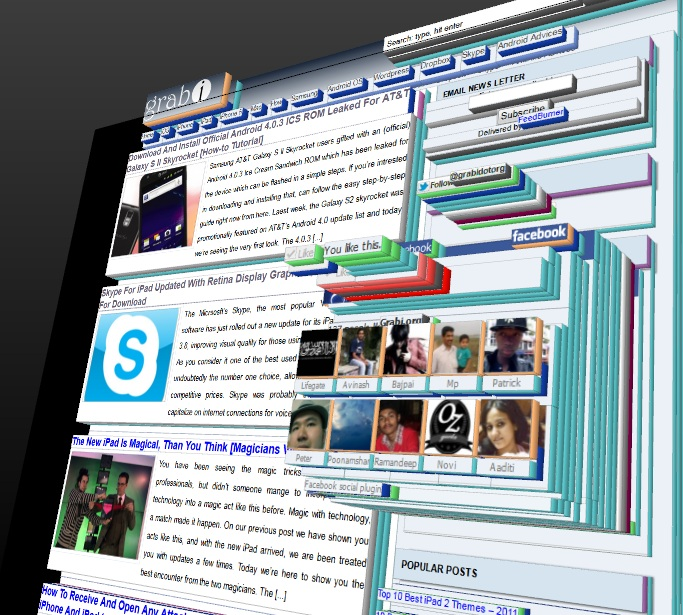 Search: type, hit enter
grabi
Mac
How
Samsung
Android OS
Wordpress
Dropbox
Skype
Android Advices
EMAIL NEWS LETTER
Subscribe
Delivered by FeedBurner
Follow @grabidotorg
Download And Install Official Android 4.0.3 ICS ROM Leaked For AT&T
Galaxy S II Skyrocket [How-to Tutorial]
Samsung AT&T Galaxy S II Skyrocket users gifted with an (official)
Android 4.0.3 Ice Cream Sandwich ROM which has been leaked for
the device which can be flashed in a simple steps. If you're intrested
in downloading and installing that, can follow the easy step-by-step
guide right now from here. Last week, the Galaxy S2 skyrocket was
promotionally featured on AT&T's Android 4.0 update list and today
we're seeing the very first look. The 4.0.3 [...]
facebook
Like
You like this.
Skype For iPad Updated With Retina Display
For Download
The Microsoft's Skype, the most popular
software has just rolled out a new update for its
3.8, improving visual quality for those
As you consider it one of the best used
undoubtedly the number one choice,
competitive prices. Skype was probably
capitalize on internet connections for voice
Grabi.org
Lifegate
Avinash
Bajpai
Mp
Patrick
Peter
Poonamsha
Ramandeep
Novi
Aaditi
Facebook social plugin
The New iPad Is Magical, Than You Think [Magicians
You have been seeing the magic tricks
professionals, but didn't someone mange to
technology into a magic act like this before. Magic with technology,
a match made it happen. On our previous post we have shown you
acts like this, and with the new iPad arrived, we are been treated
you with updates a few times. Today we're here to show you the
best encounter from the two magicians. The [...]
POPULAR POSTS
Top 10 Best iPad 2 Themes – 2011
How To Receive And Open Any
iPhone And